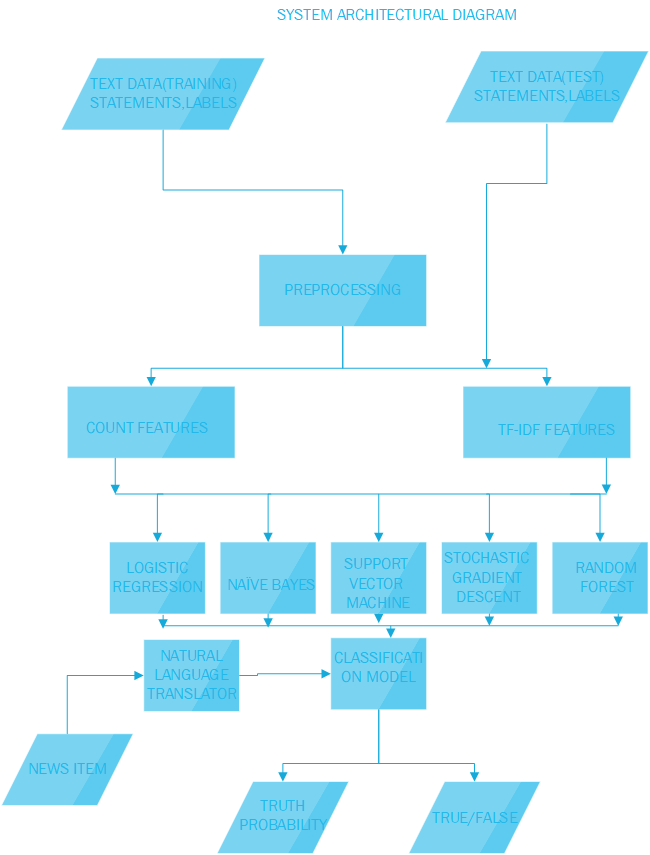 SYSTEM ARCHITECTURAL DIAGRAM
TEXT DATA(TRAINING)
STATEMENTS,LABELS
TEXT DATA(TEST)
STATEMENTS,LABELS
PREPROCESSING
COUNT FEATURES
TF-IDF FEATURES
LOGISTIC
REGRESSION
NAÏVE BAYES
SUPPORT
VECTOR
MACHINE
STOCHASTIC
GRADIENT
DESCENT
RANDOM
FOREST
NATURAL
LANGUAGE
TRANSLATOR
CLASSIFICATI
ON MODEL
NEWS ITEM
TRUTH
PROBABILITY
TRUE/FALSE